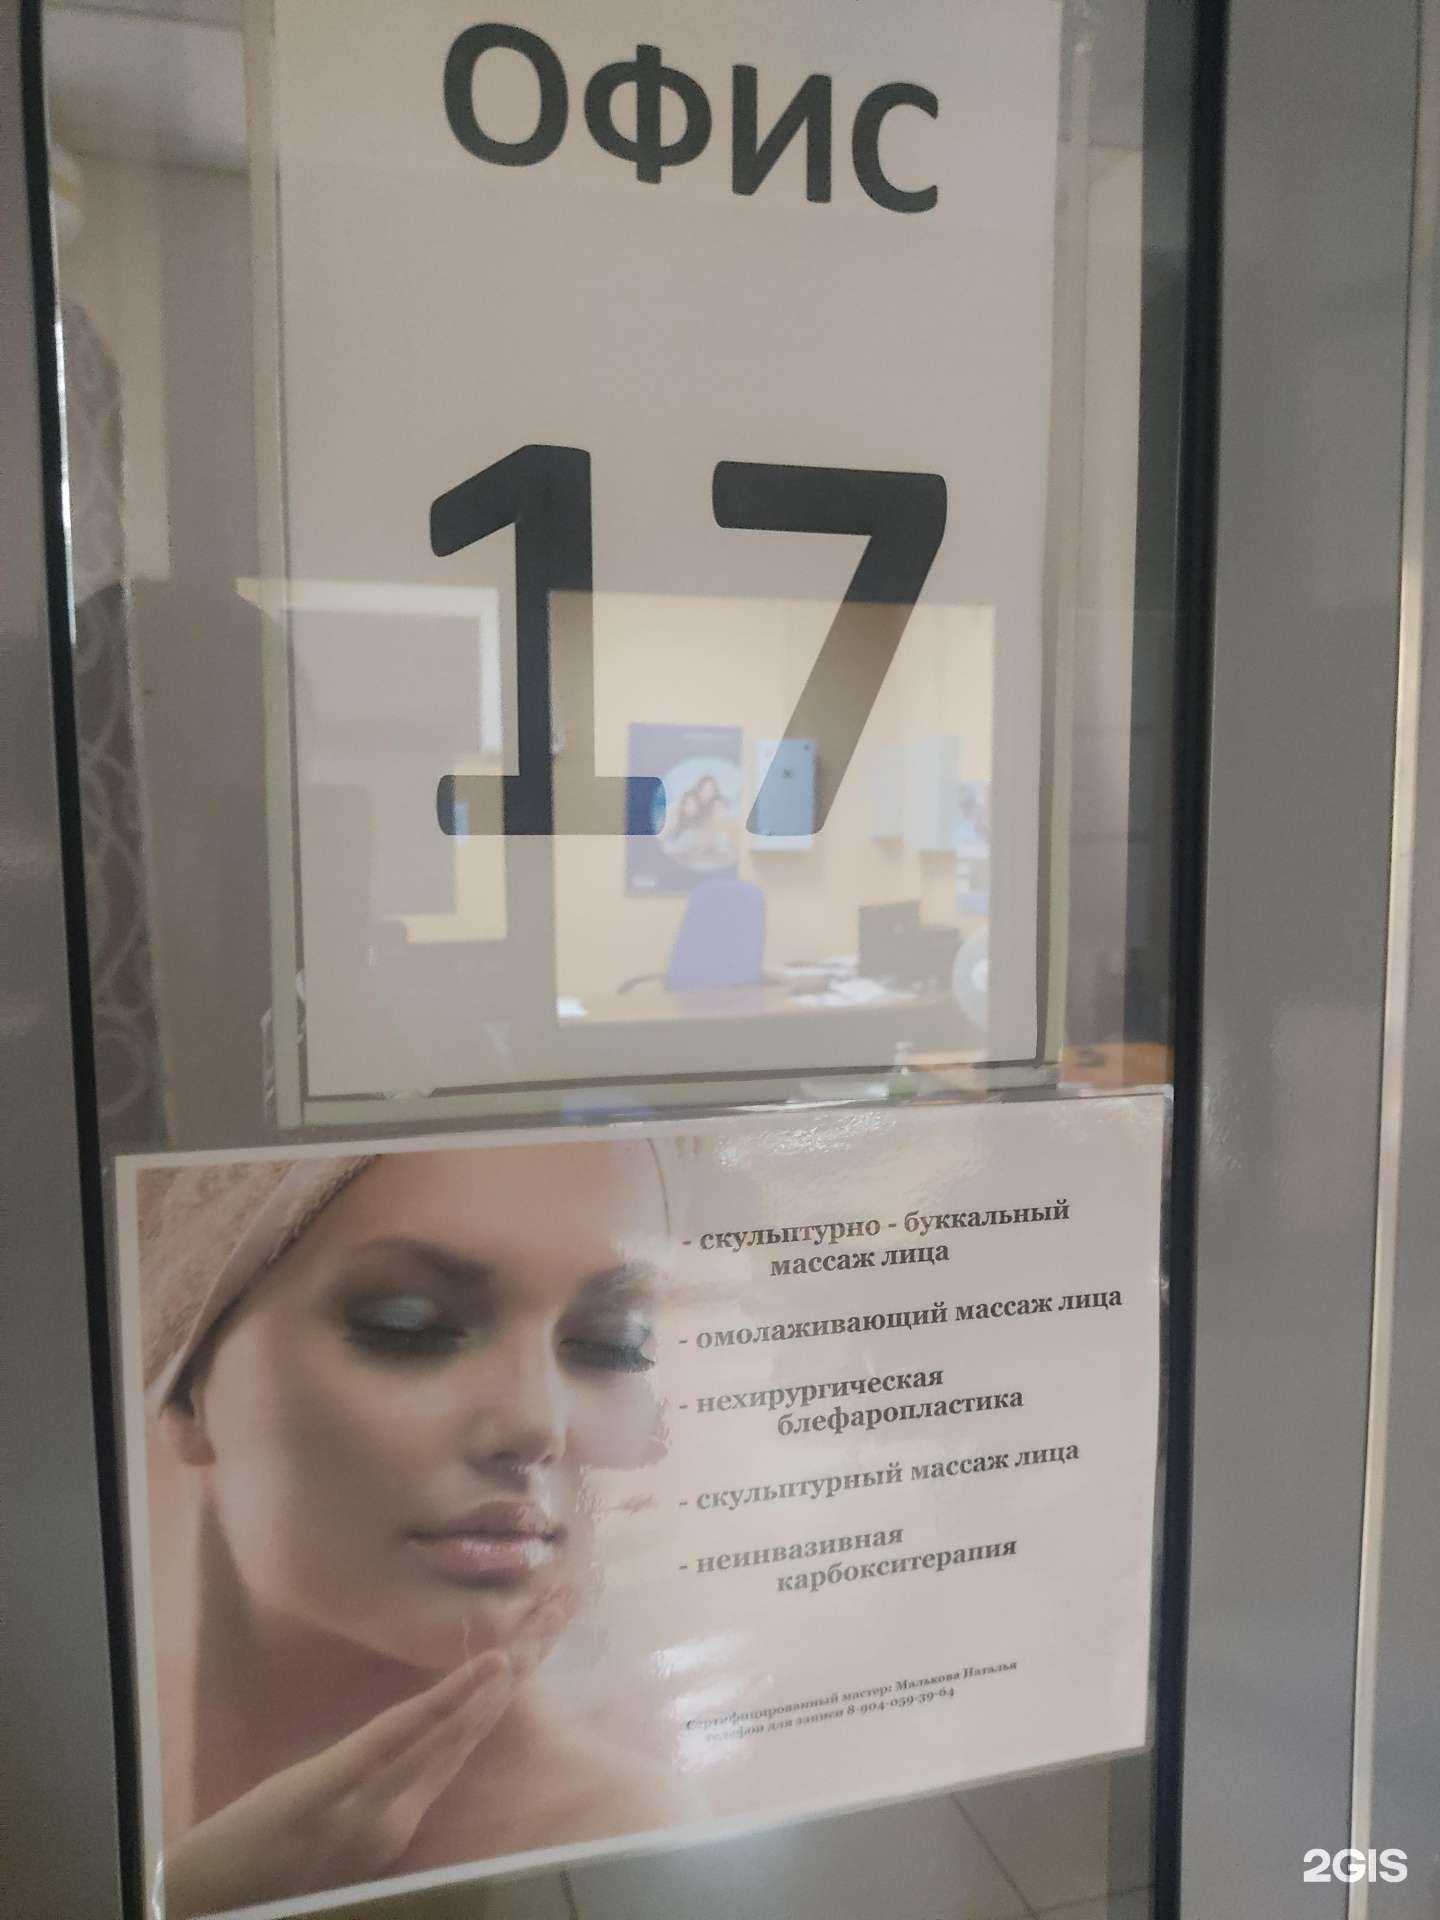 ОФИС
17
- скульптурно - буккальный
массаж лица
- омолаживающий массаж лица
- нехирургическая
блефаропластика
- скульптурный массаж лица
- неинвазивная
карбокситерапия
Сертифицированный мастер: Малькова Наталья
телефон для записи 8-904-059-39-64
2GIS